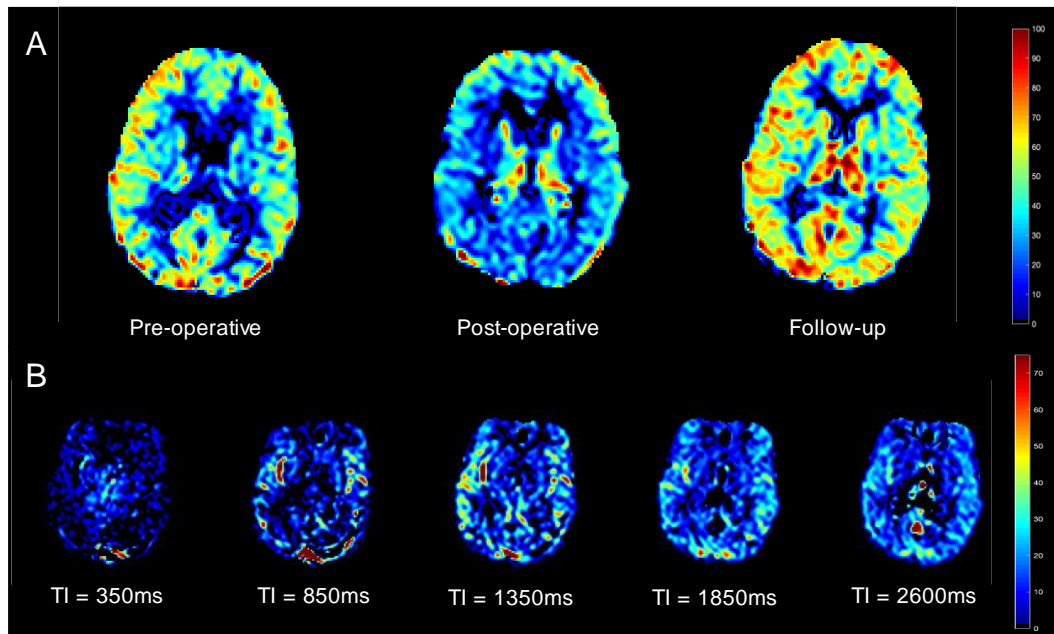 A
Pre-operative
Post-operative
Follow-up
100
90
80
70
60
50
40
30
20
10
0
B
TI = 350ms
TI = 850ms
TI = 1350ms
TI = 1850ms
TI = 2600ms
70
60
50
40
30
20
10
0